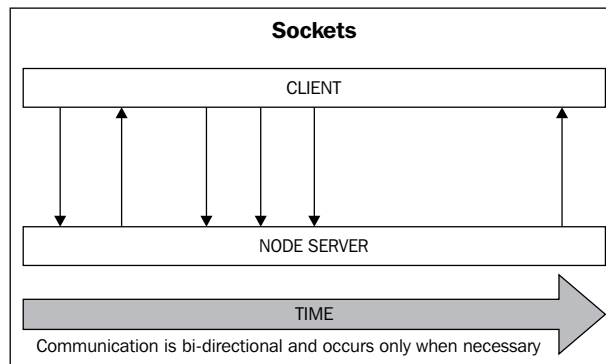 Sockets
CLIENT
NODE SERVER
TIME
Communication is bi-directional and occurs only when necessary